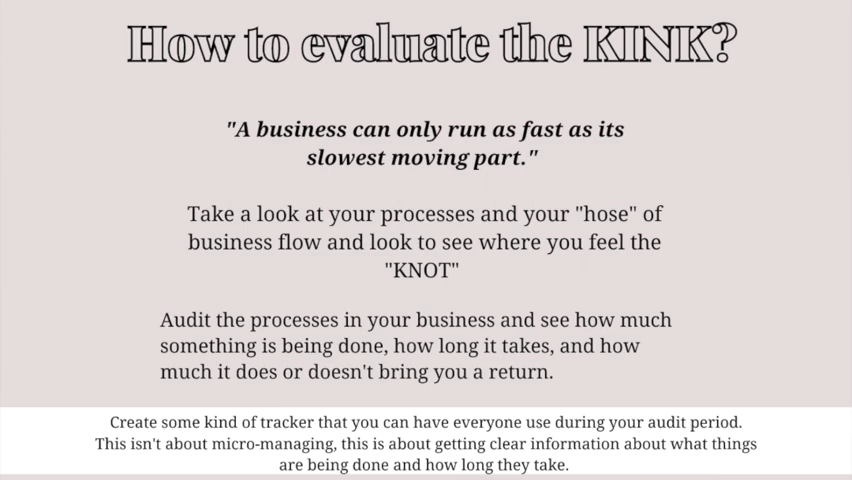 How to evaluate the KINK?
"A business can only run as fast as its
slowest moving part."
Take a look at your processes and your "hose" of
business flow and look to see where you feel the
"KNOT"
Audit the processes in your business and see how much
something is being done, how long it takes, and how
much it does or doesn't bring you a return.
Create some kind of tracker that you can have everyone use during your audit period.
This isn't about micro-managing, this is about getting clear information about what things
are being done and how long they take.